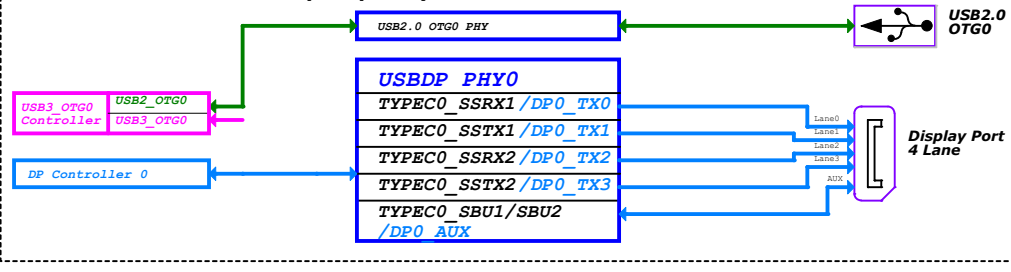 USB2.0 OTG0 PHY
USB2.0
OTG0
USBDP PHY0
USB3_OTG0
Controller
USB2_OTG0
USB3_OTG0
TYPEC0_SSRX1/DP0_TX0
TYPEC0_SSTX1/DP0_TX1
TYPEC0_SSRX2/DP0_TX2
TYPEC0_SSTX2/DP0_TX3
TYPEC0_SBU1/SBU2
/DP0_AUX
DP Controller 0
Lane0
Lane1
Lane2
Lane3
AUX
Display Port
4 Lane